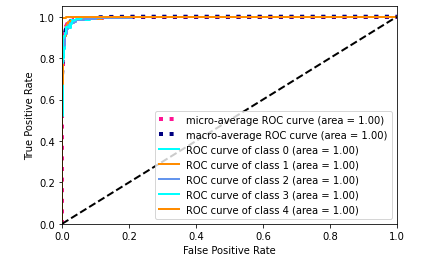 1.0
0.8
0.6
0.4
0.2
0.0
True Positive Rate
micro-average ROC curve (area = 1.00)
macro-average ROC curve (area = 1.00)
ROC curve of class 0 (area = 1.00)
ROC curve of class 1 (area = 1.00)
ROC curve of class 2 (area = 1.00)
ROC curve of class 3 (area = 1.00)
ROC curve of class 4 (area = 1.00)
0.0 0.2 0.4 0.6 0.8 1.0
False Positive Rate